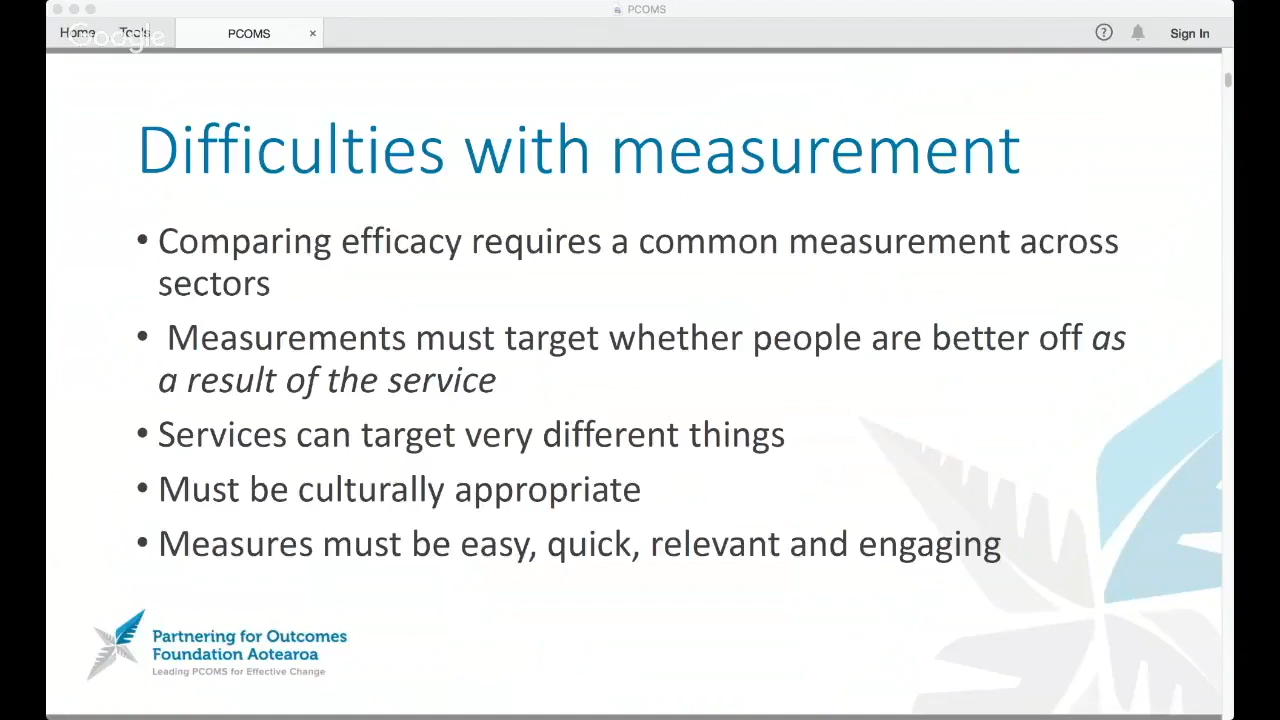 PCOMS
Home Tools PCOMS × ? Sign In
Google
Difficulties with measurement
• Comparing efficacy requires a common measurement across
sectors
• Measurements must target whether people are better off as
a result of the service
• Services can target very different things
• Must be culturally appropriate
• Measures must be easy, quick, relevant and engaging
Partnering for Outcomes
Foundation Aotearoa
Leading PCOMS for Effective Change